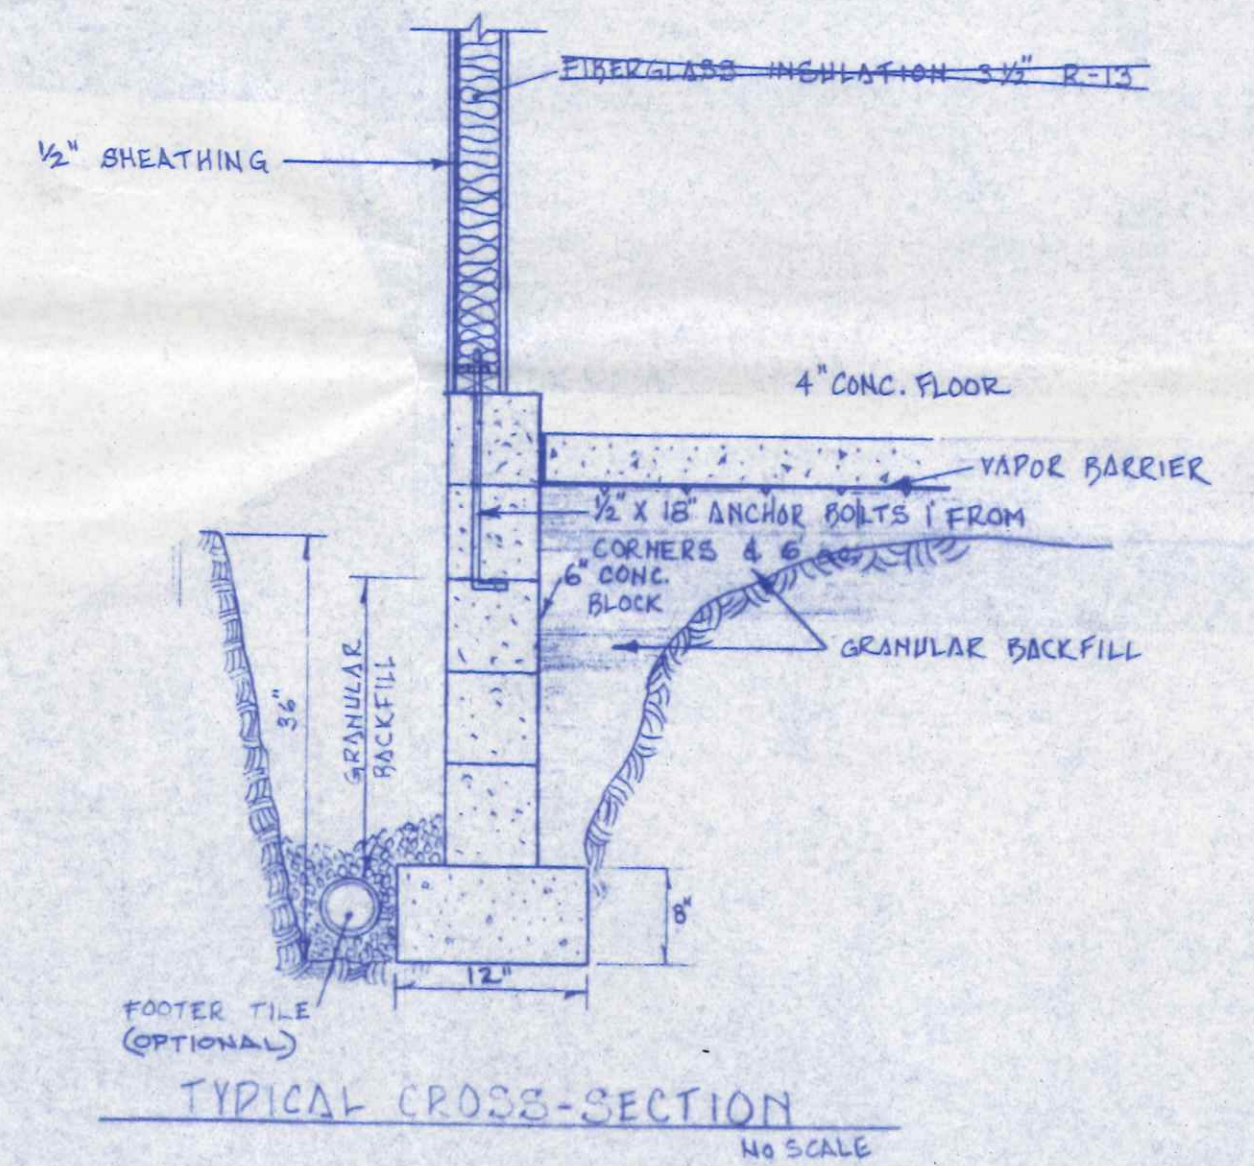 FIBERGLASS INSULATION 3½" R-13
½" SHEATHING
4" CONC. FLOOR
VAPOR BARRIER
½" X 18" ANCHOR BOLTS 1' FROM
CORNERS & 6'
6" CONC.
BLOCK
GRANULAR BACKFILL
36"
GRANULAR
BACKFILL
8"
12"
FOOTER TILE
(OPTIONAL)
TYPICAL CROSS-SECTION
NO SCALE